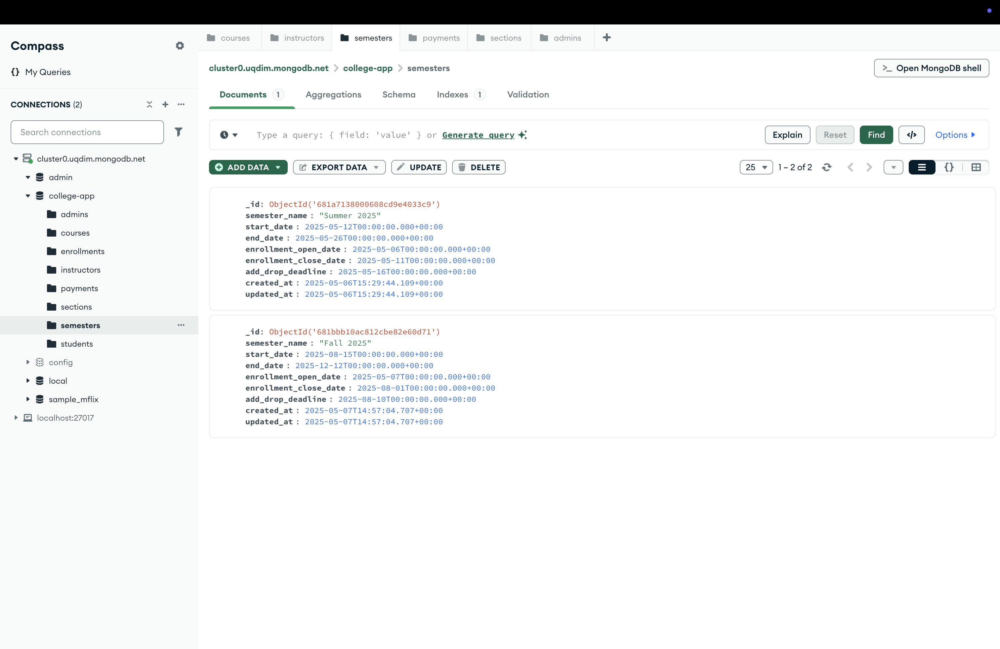 Compass
My Queries
CONNECTIONS (2)
Search connections
cluster0.uqdim.mongodb.net
admin
college-app
admins
courses
enrollments
instructors
payments
sections
semesters
students
config
local
sample_mflix
localhost:27017
courses instructors semesters payments sections admins
cluster0.uqdim.mongodb.net > college-app > semesters
>_ Open MongoDB shell
Documents 1 Aggregations Schema Indexes 1 Validation
Type a query: { field: 'value' } or Generate query
Explain Reset Find </> Options
ADD DATA EXPORT DATA UPDATE DELETE
25 1 – 2 of 2 {}
_id: ObjectId('681a7138000608cd9e4033c9')
semester_name : "Summer 2025"
start_date : 2025-05-12T00:00:00.000+00:00
end_date : 2025-05-26T00:00:00.000+00:00
enrollment_open_date : 2025-05-06T00:00:00.000+00:00
enrollment_close_date : 2025-05-11T00:00:00.000+00:00
add_drop_deadline : 2025-05-16T00:00:00.000+00:00
created_at : 2025-05-06T15:29:44.109+00:00
updated_at : 2025-05-06T15:29:44.109+00:00
_id: ObjectId('681bbb10ac812cbe82e60d71')
semester_name : "Fall 2025"
start_date : 2025-08-15T00:00:00.000+00:00
end_date : 2025-12-12T00:00:00.000+00:00
enrollment_open_date : 2025-05-07T00:00:00.000+00:00
enrollment_close_date : 2025-08-01T00:00:00.000+00:00
add_drop_deadline : 2025-08-10T00:00:00.000+00:00
created_at : 2025-05-07T14:57:04.707+00:00
updated_at : 2025-05-07T14:57:04.707+00:00